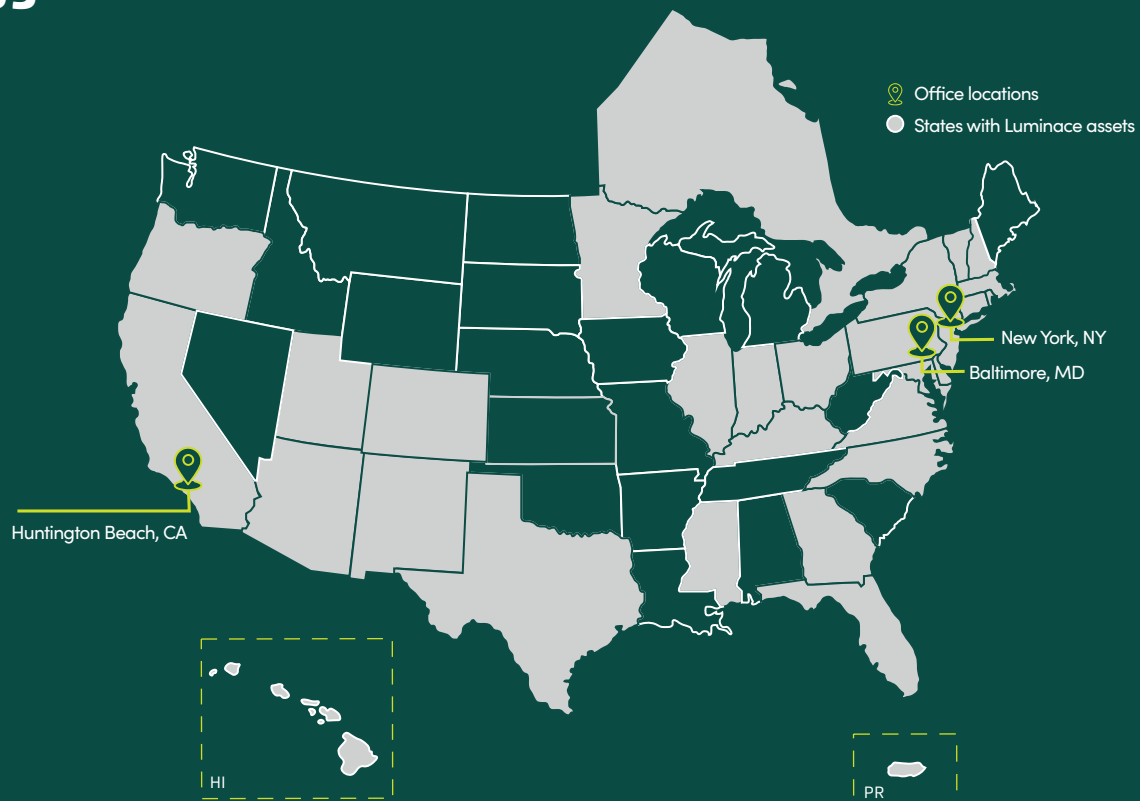 Office locations
States with Luminace assets
New York, NY
Baltimore, MD
Huntington Beach, CA
HI
PR